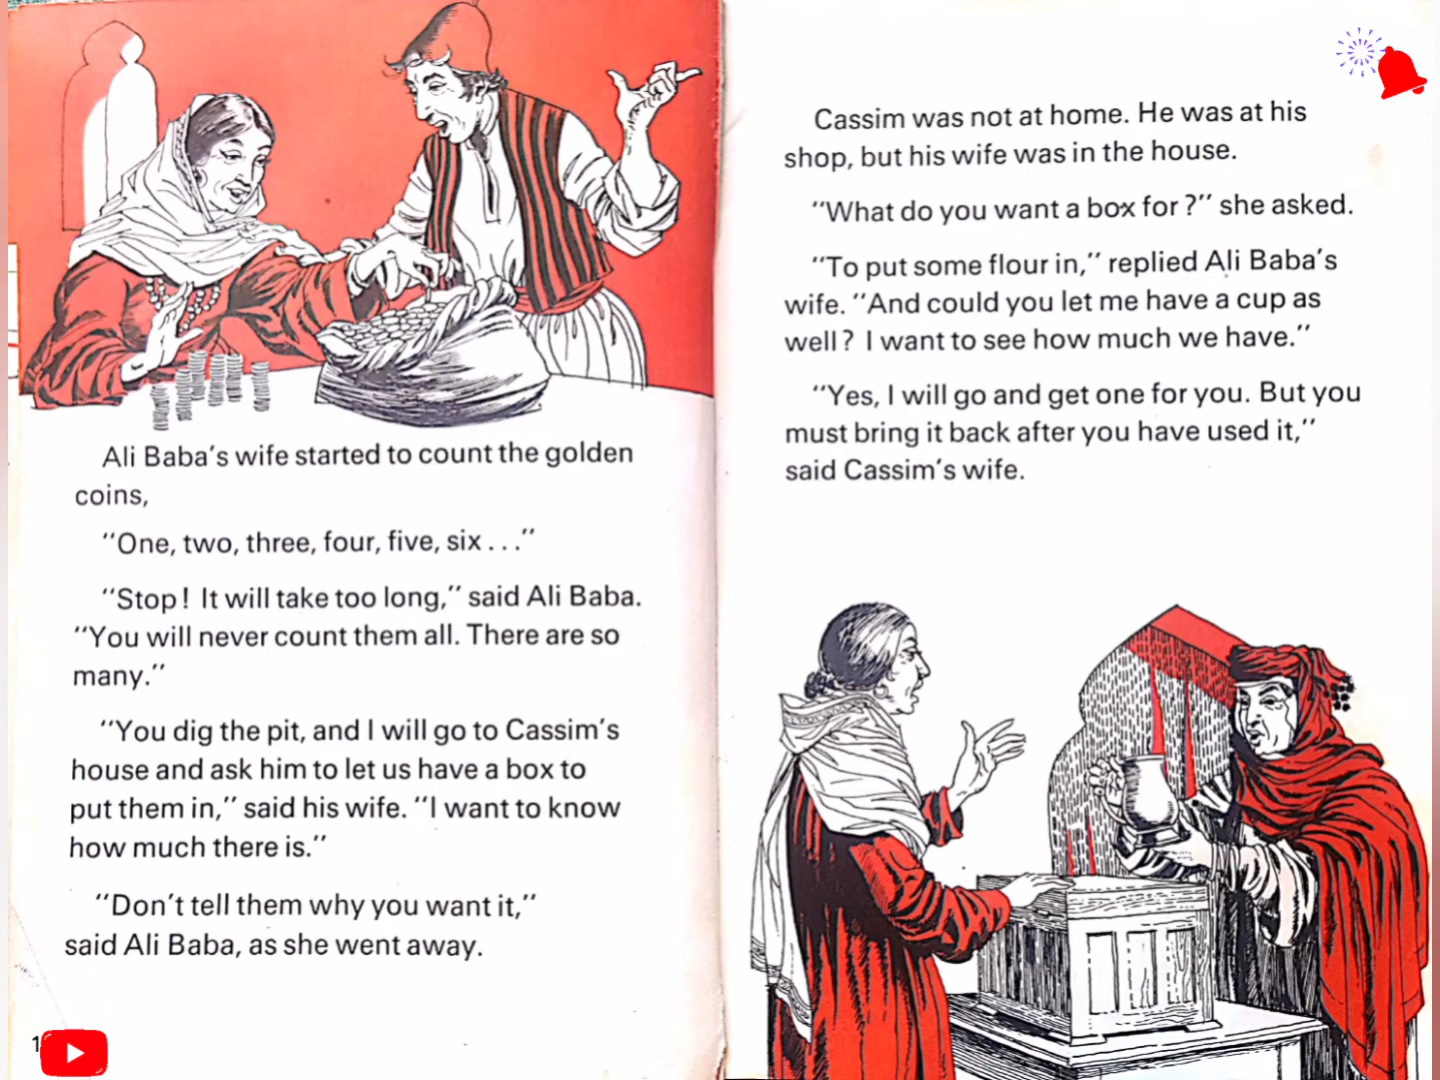 Ali Baba's wife started to count the golden
coins,
"One, two, three, four, five, six . . ."
"Stop! It will take too long," said Ali Baba.
"You will never count them all. There are so
many."
"You dig the pit, and I will go to Cassim's
house and ask him to let us have a box to
put them in," said his wife. "I want to know
how much there is."
"Don't tell them why you want it,"
said Ali Baba, as she went away.
Cassim was not at home. He was at his
shop, but his wife was in the house.
"What do you want a box for?" she asked.
"To put some flour in," replied Ali Baba's
wife. "And could you let me have a cup as
well? I want to see how much we have."
"Yes, I will go and get one for you. But you
must bring it back after you have used it,"
said Cassim's wife.